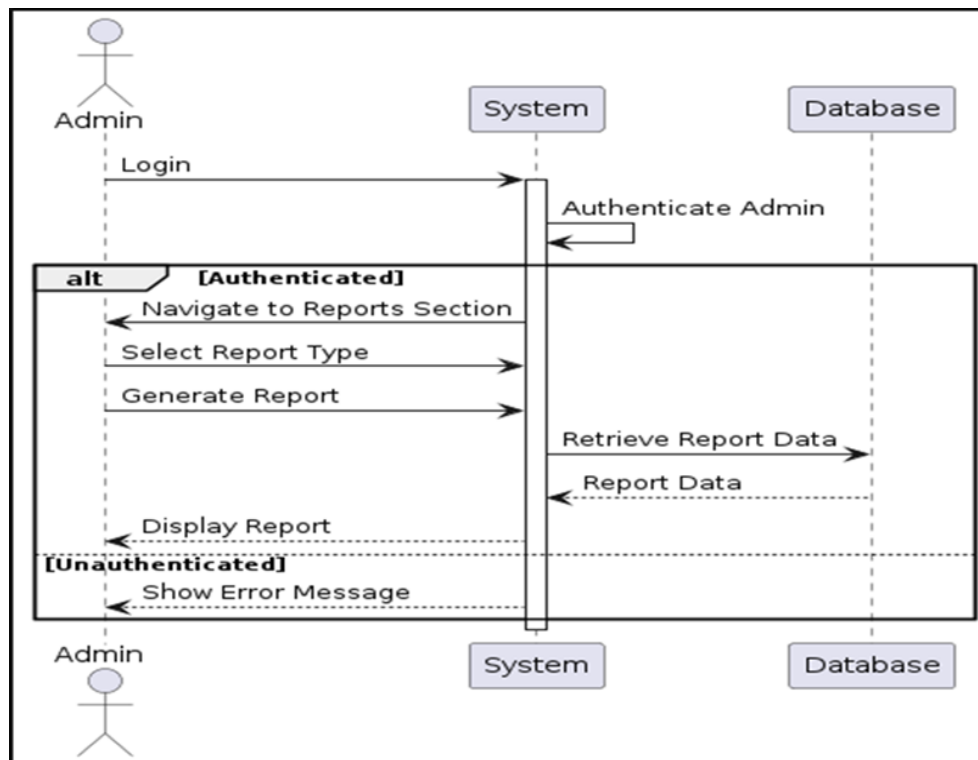 Admin
System
Database
Login
Authenticate Admin
alt
[Authenticated]
Navigate to Reports Section
Select Report Type
Generate Report
Retrieve Report Data
Report Data
Display Report
[Unauthenticated]
Show Error Message
Admin
System
Database